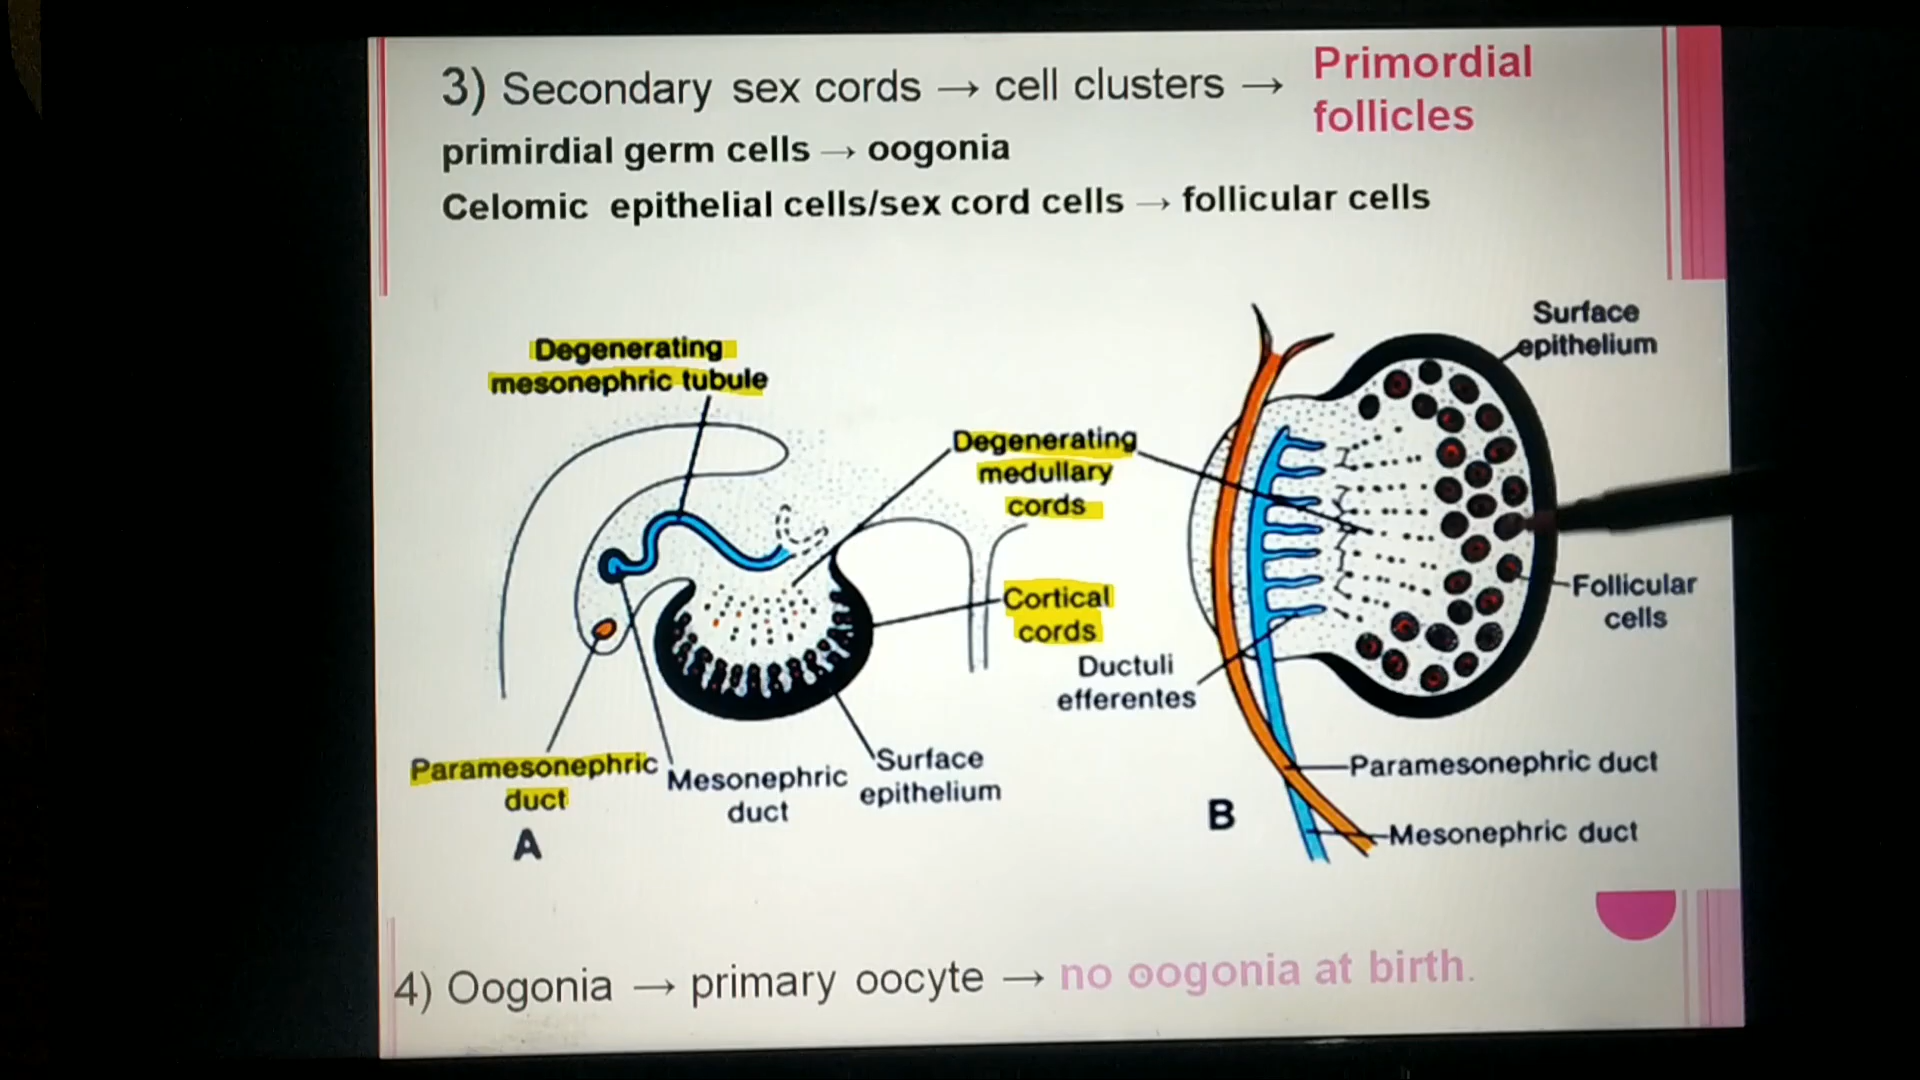 3) Secondary sex cords → cell clusters → Primordial
follicles
primirdial germ cells → oogonia
Celomic epithelial cells/sex cord cells → follicular cells
Degenerating
mesonephric tubule
Degenerating
medullary
cords
Cortical
cords
Paramesonephric
duct
Mesonephric
duct
Surface
epithelium
A
Surface
epithelium
Follicular
cells
Ductuli
efferentes
Paramesonephric duct
Mesonephric duct
B
4) Oogonia → primary oocyte → no oogonia at birth.